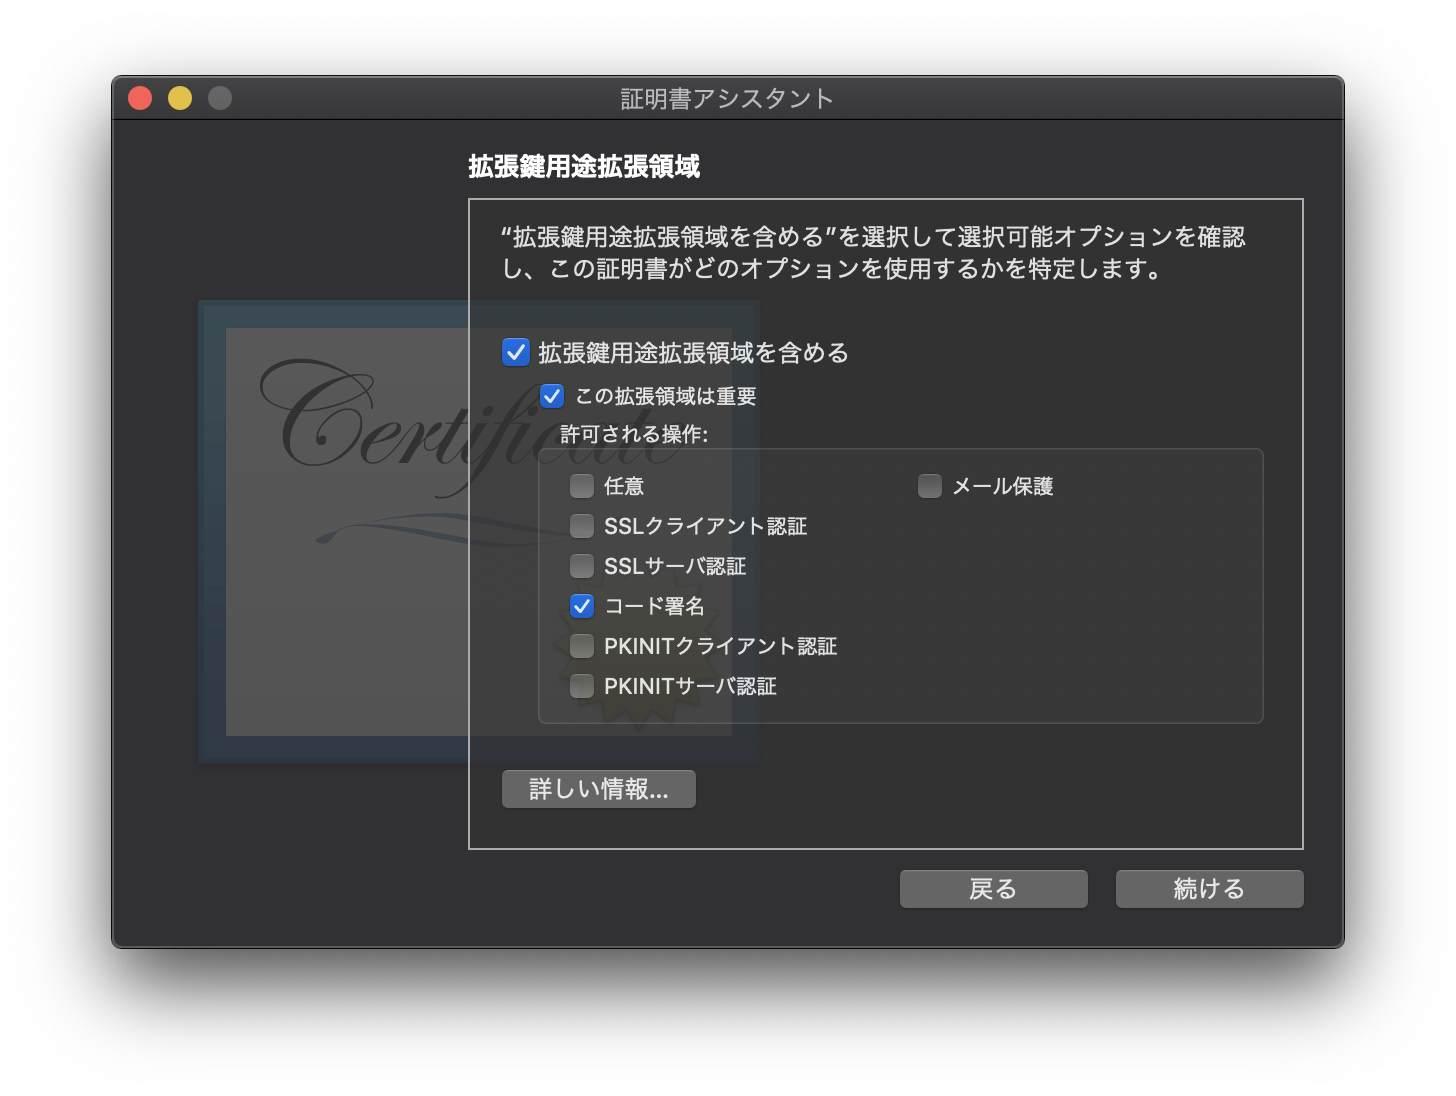 証明書アシスタント
拡張鍵用途拡張領域
“拡張鍵用途拡張領域を含める”を選択して選択可能オプションを確認
し、この証明書がどのオプションを使用するかを特定します。
拡張鍵用途拡張領域を含める
この拡張領域は重要
Certificate
許可される操作:
任意
メール保護
SSLクライアント認証
SSLサーバ認証
コード署名
PKINITクライアント認証
PKINITサーバ認証
詳しい情報...
戻る
続ける